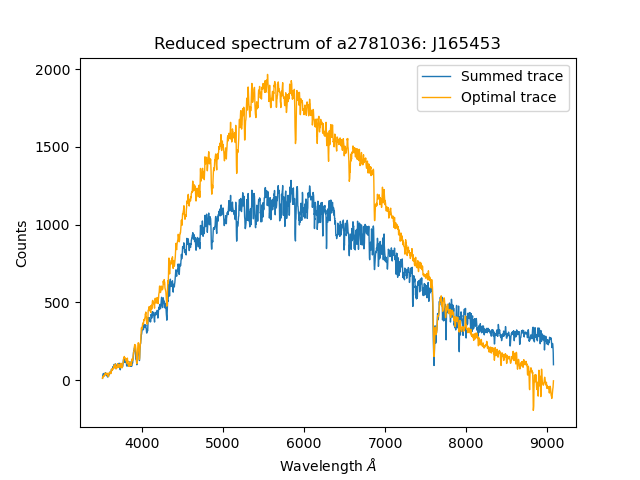 Reduced spectrum of a2781036: J165453
Summed trace
Optimal trace
2000
1500
1000
500
0
Counts
4000 5000 6000 7000 8000 9000
Wavelength Å